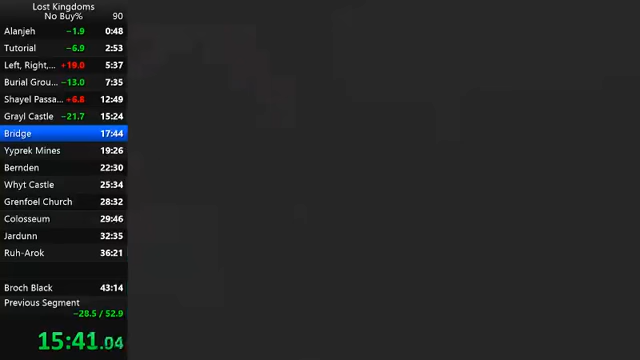 Lost Kingdoms
No Buy% 90
Alanjeh −1.9 0:48
Tutorial −6.9 2:53
Left, Right,... +19.0 5:37
Burial Grou... −13.0 7:35
Shayel Passa... +6.8 12:49
Grayl Castle −21.7 15:24
Bridge 17:44
Yyprek Mines 19:26
Bernden 22:30
Whyt Castle 25:34
Grenfoel Church 28:32
Colosseum 29:46
Jardunn 32:35
Ruh-Arok 36:21
Broch Black 43:14
Previous Segment
−28.5 / 52.9
15:41.04